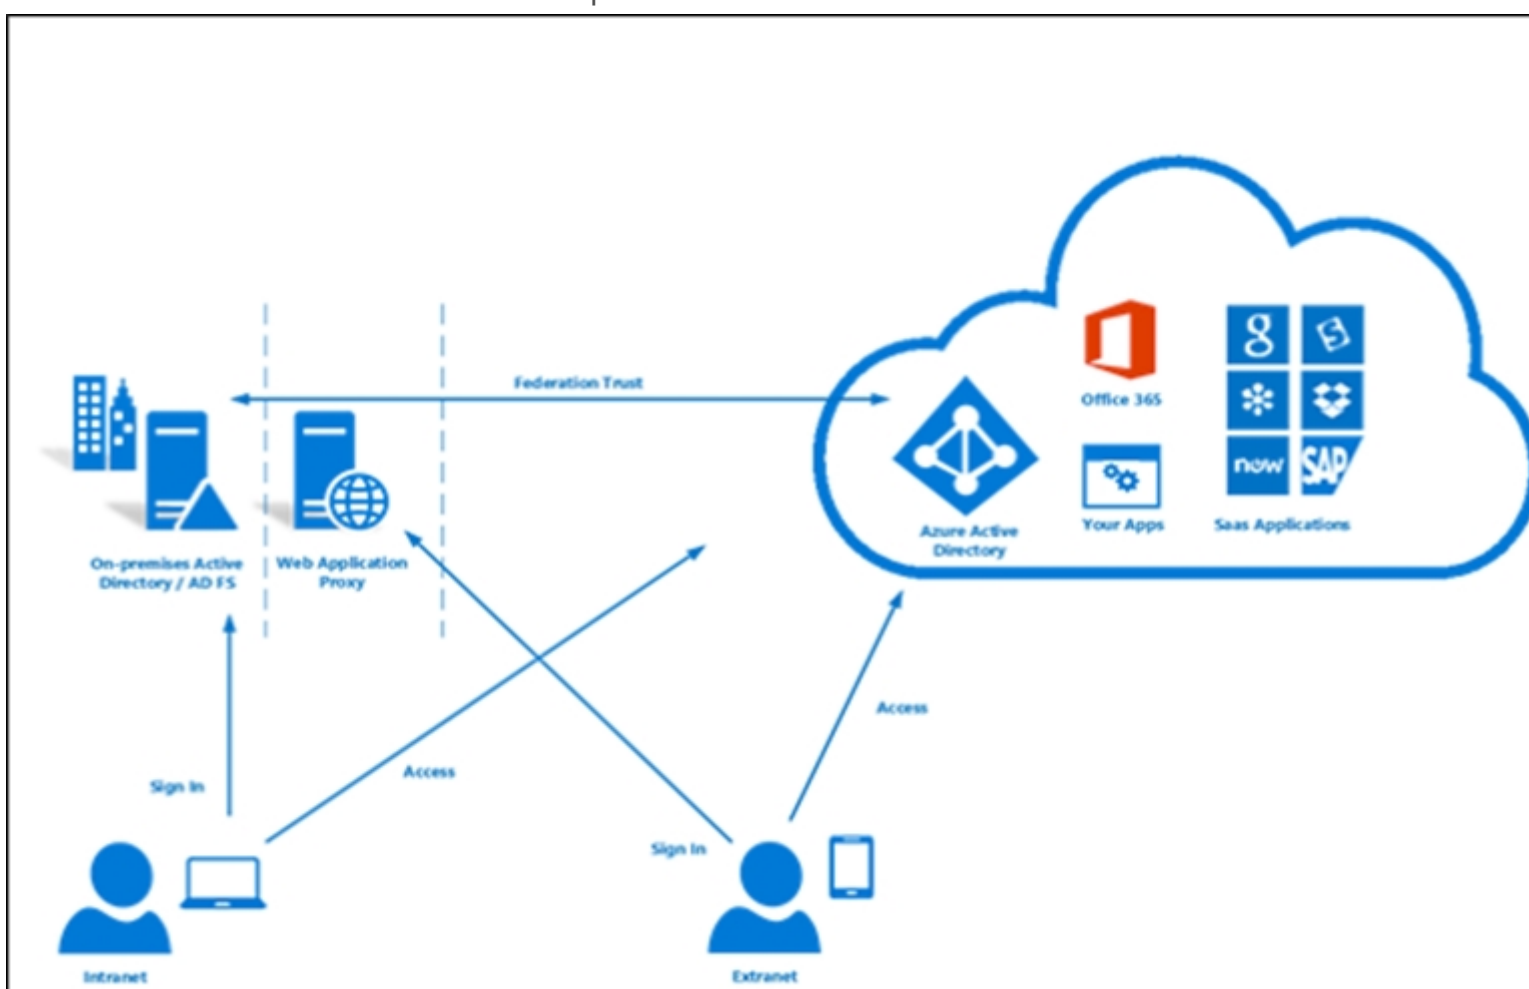 Federation Trust
Office 365
g
S
now
SAP
Azure Active
Directory
Your Apps
Saas Applications
On-premises Active
Directory / AD FS
Web Application
Proxy
Access
Access
Sign In
Sign In
Intranet
Extranet